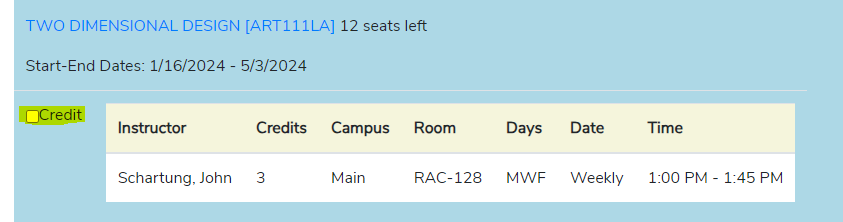 TWO DIMENSIONAL DESIGN [ART111LA] 12 seats left
Start-End Dates: 1/16/2024 - 5/3/2024
Credit
Instructor Credits Campus Room Days Date Time
Schartung, John 3 Main RAC-128 MWF Weekly 1:00 PM - 1:45 PM